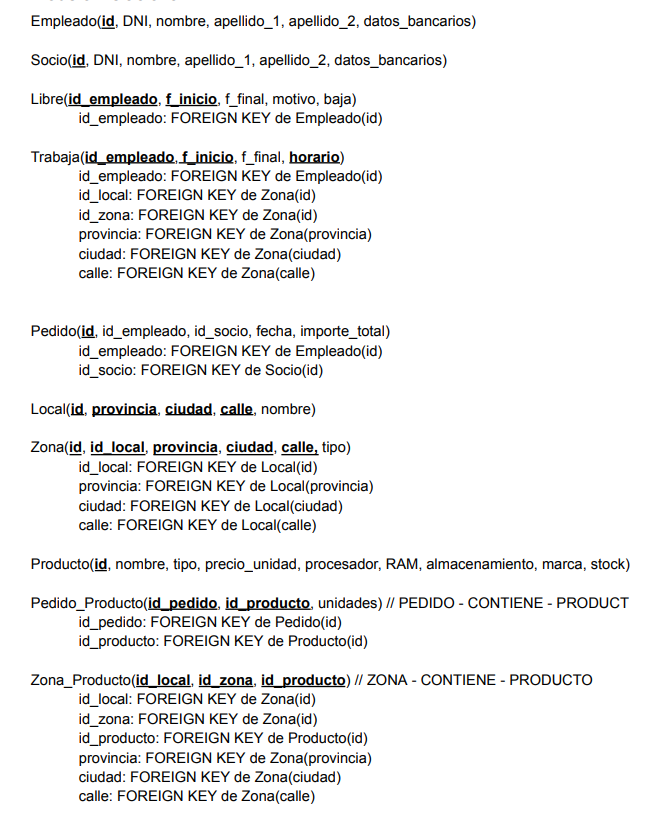 Empleado(id, DNI, nombre, apellido_1, apellido_2, datos_bancarios)
Socio(id, DNI, nombre, apellido_1, apellido_2, datos_bancarios)
Libre(id_empleado, f_inicio, f_final, motivo, baja)
id_empleado: FOREIGN KEY de Empleado(id)
Trabaja(id_empleado, f_inicio, f_final, horario)
id_empleado: FOREIGN KEY de Empleado(id)
id_local: FOREIGN KEY de Zona(id)
id_zona: FOREIGN KEY de Zona(id)
provincia: FOREIGN KEY de Zona(provincia)
ciudad: FOREIGN KEY de Zona(ciudad)
calle: FOREIGN KEY de Zona(calle)
Pedido(id, id_empleado, id_socio, fecha, importe_total)
id_empleado: FOREIGN KEY de Empleado(id)
id_socio: FOREIGN KEY de Socio(id)
Local(id, provincia, ciudad, calle, nombre)
Zona(id, id_local, provincia, ciudad, calle, tipo)
id_local: FOREIGN KEY de Local(id)
provincia: FOREIGN KEY de Local(provincia)
ciudad: FOREIGN KEY de Local(ciudad)
calle: FOREIGN KEY de Local(calle)
Producto(id, nombre, tipo, precio_unidad, procesador, RAM, almacenamiento, marca, stock)
Pedido_Producto(id_pedido, id_producto, unidades) // PEDIDO - CONTIENE - PRODUCT
id_pedido: FOREIGN KEY de Pedido(id)
id_producto: FOREIGN KEY de Producto(id)
Zona_Producto(id_local, id_zona, id_producto) // ZONA - CONTIENE - PRODUCTO
id_local: FOREIGN KEY de Zona(id)
id_zona: FOREIGN KEY de Zona(id)
id_producto: FOREIGN KEY de Producto(id)
provincia: FOREIGN KEY de Zona(provincia)
ciudad: FOREIGN KEY de Zona(ciudad)
calle: FOREIGN KEY de Zona(calle)